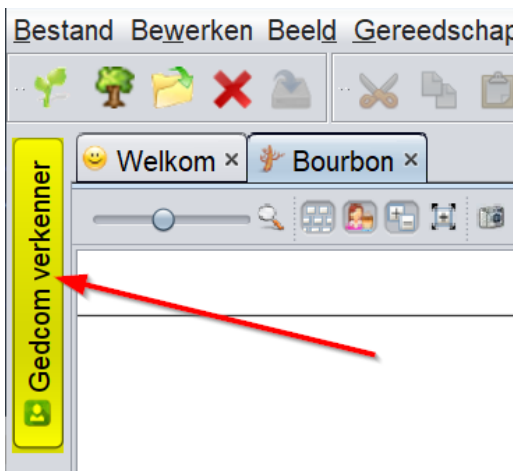 Bestand Bewerken Beeld Gereedschap
Welkom × Bourbon ×
Gedcom verkenner